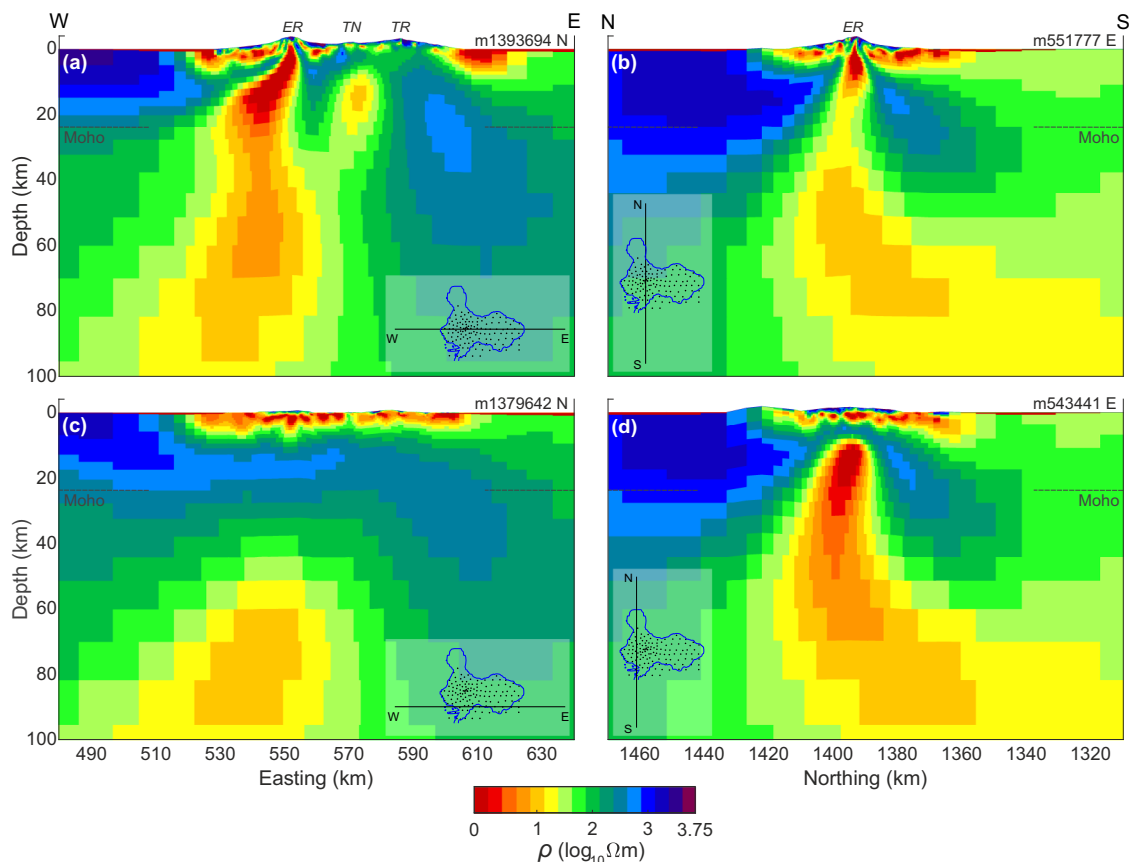 W ER TN TR E
m1393694 N
(a)
0
20
40
60
80
100
Depth (km)
Moho
W E
N ER S
m551777 E
(b)
Moho
N
S
m1379642 N
(c)
0
20
40
60
80
100
Depth (km)
Moho
W E
490 510 530 550 570 590 610 630
Easting (km)
m543441 E
(d)
Moho
N
S
1460 1440 1420 1400 1380 1360 1340 1320
Northing (km)
0 1 2 3 3.75
ρ (log₁₀Ωm)